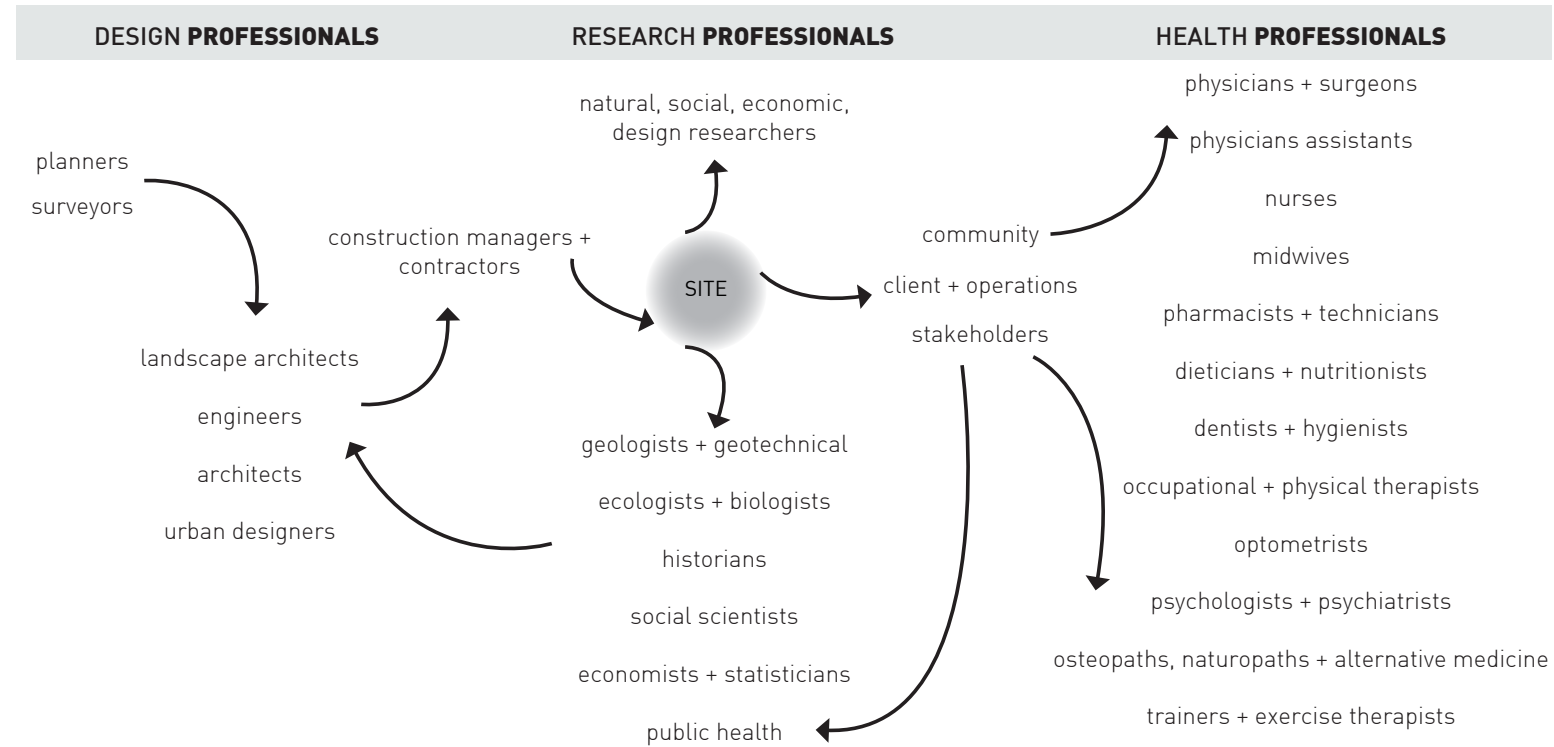 DESIGN PROFESSIONALS
planners
surveyors
landscape architects
engineers
architects
urban designers
construction managers +
contractors
RESEARCH PROFESSIONALS
natural, social, economic,
design researchers
SITE
geologists + geotechnical
ecologists + biologists
historians
social scientists
economists + statisticians
public health
community
client + operations
stakeholders
HEALTH PROFESSIONALS
physicians + surgeons
physicians assistants
nurses
midwives
pharmacists + technicians
dieticians + nutritionists
dentists + hygienists
occupational + physical therapists
optometrists
psychologists + psychiatrists
osteopaths, naturopaths + alternative medicine
trainers + exercise therapists